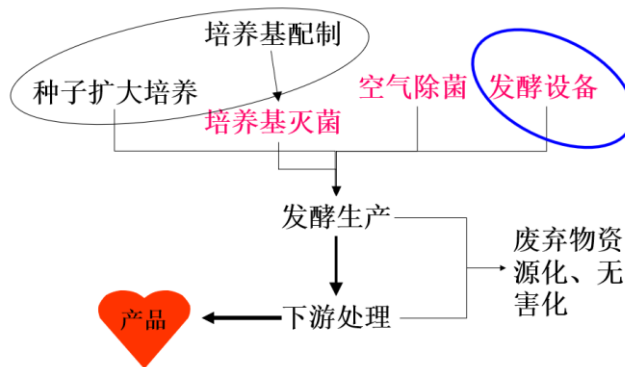 培养基配制
种子扩大培养
培养基灭菌
空气除菌
发酵设备
发酵生产
废弃物资
源化、无
害化
下游处理
产品